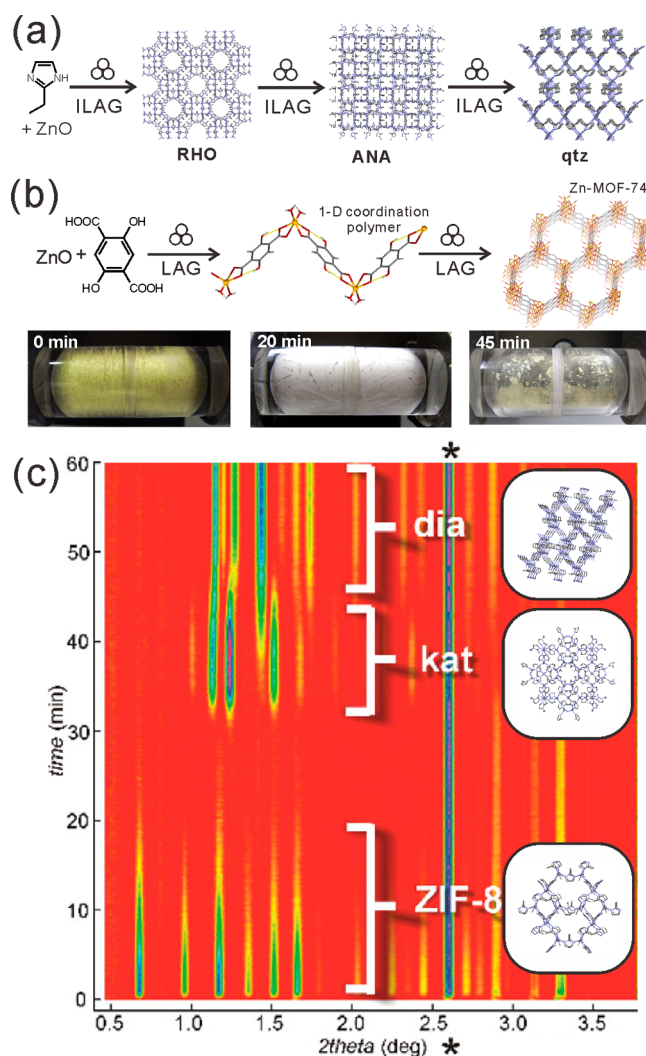 (a)
N
NH
+ ZnO
ILAG
RHO
ILAG
ANA
ILAG
qtz
(b)
ZnO +
HOOC
OH
HO
COOH
LAG
1-D coordination
polymer
LAG
Zn-MOF-74
0 min
20 min
45 min
(c)
*
time (min)
60
50
40
30
20
10
0
dia
kat
ZIF-8
0.5 1.0 1.5 2.0 2.5 3.0 3.5
2theta (deg) *